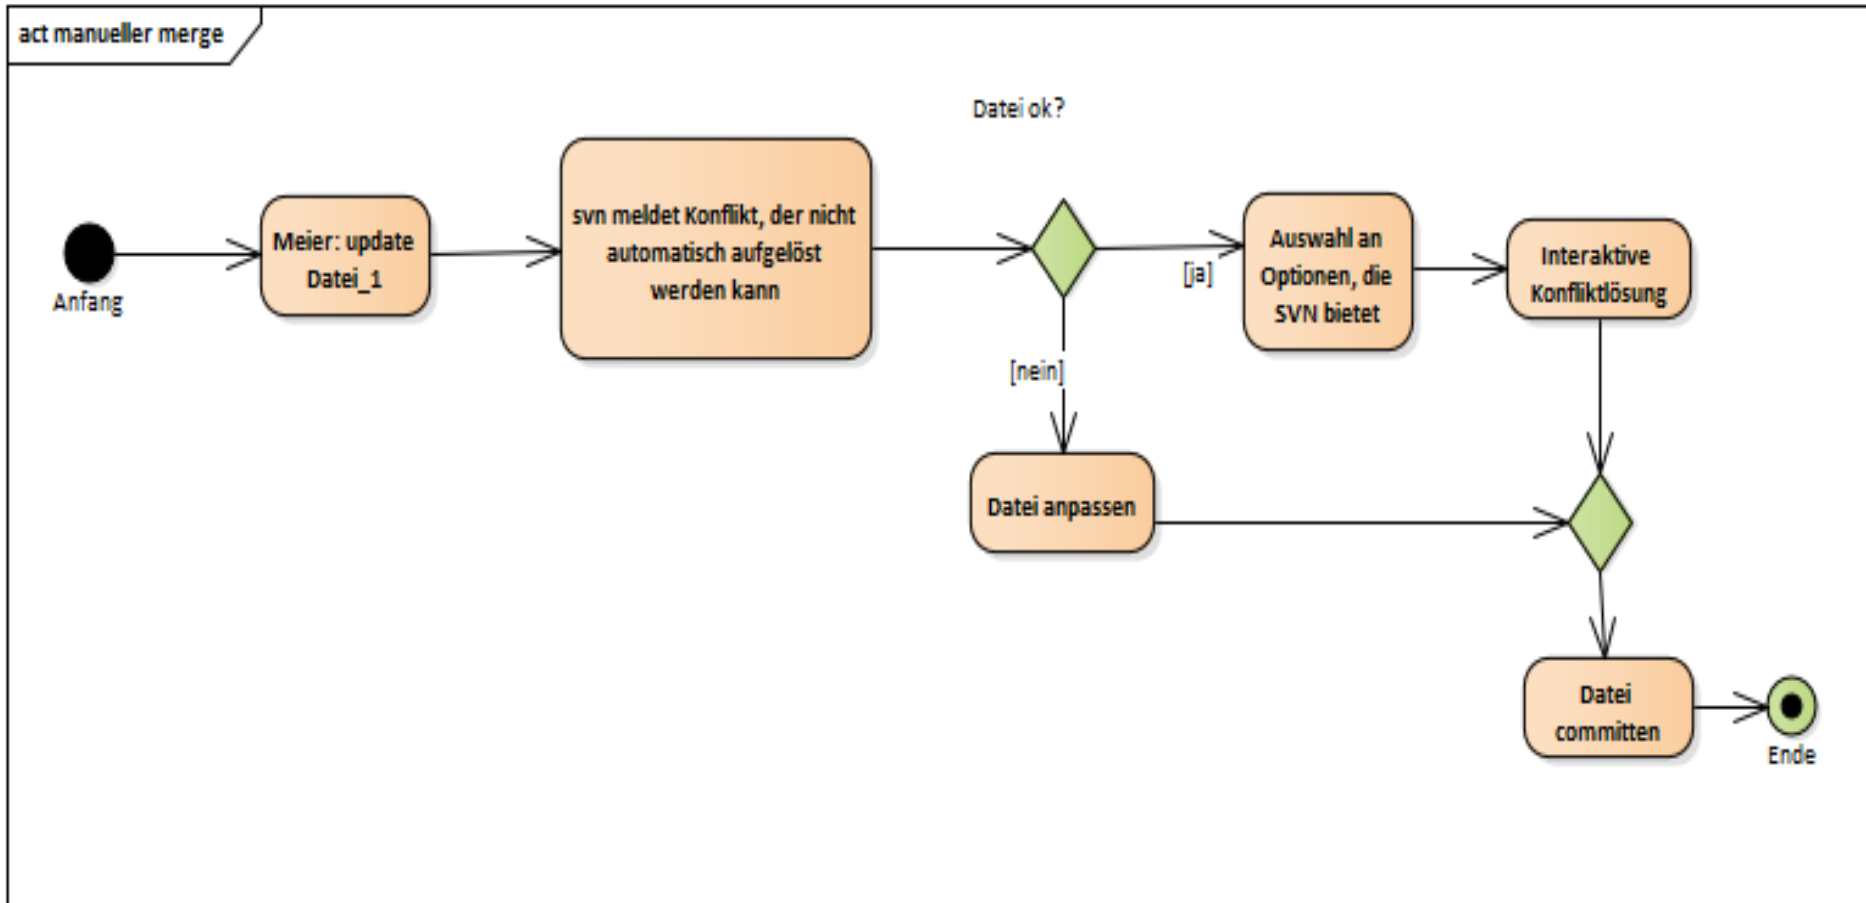 act manueller merge
Datei ok?
Anfang
Meier: update
Datei_1
svn meldet Konflikt, der nicht
automatisch aufgelöst
werden kann
[ja]
[nein]
Auswahl an
Optionen, die
SVN bietet
Interaktive
Konfliktlösung
Datei anpassen
Datei
committen
Ende